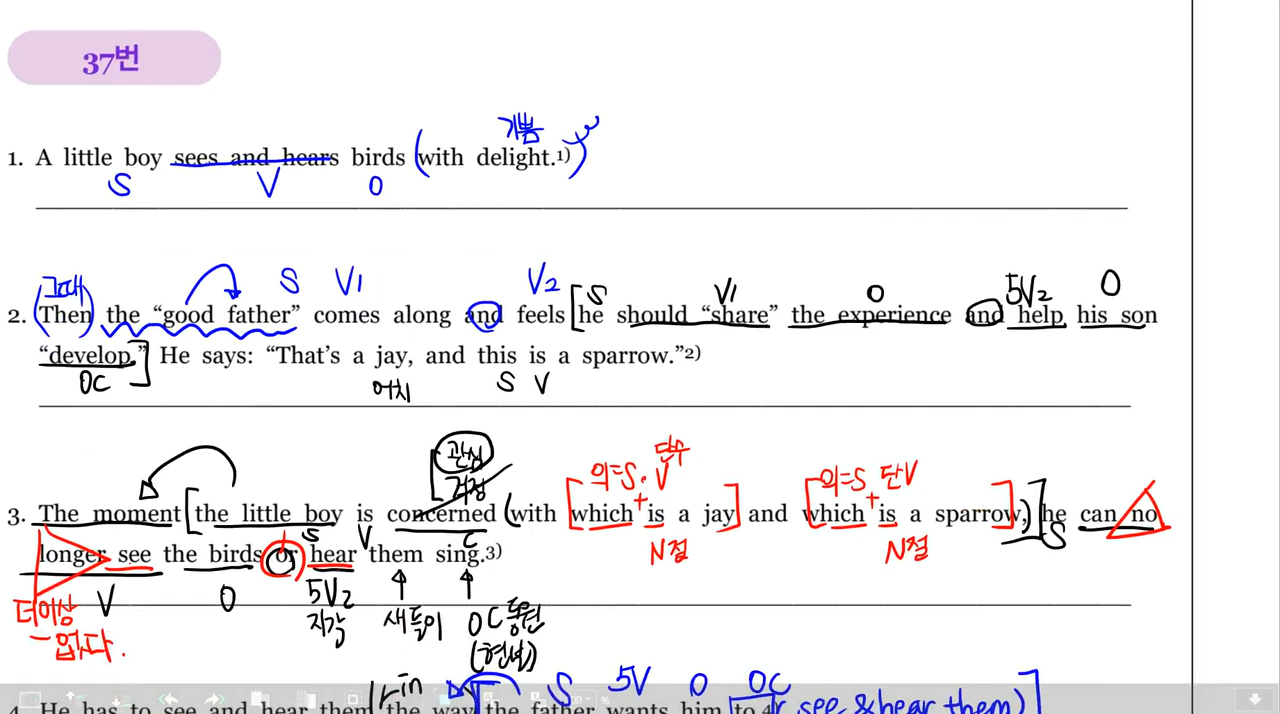 37번
기쁨
1. A little boy sees and hears birds (with delight.1))
S V O
그때 S V1 V2 S V1 O 5V2 O
2. (Then) the “good father” comes along and feels [he should “share” the experience and help his son
“develop.”] He says: “That’s a jay, and this is a sparrow.”2)
OC 어치 S V
관심 단수
걱정 의=S·V 의=S 단V
3. The moment [the little boy is concerned (with [which is a jay] and [which is a sparrow,])] he can no
S V C N절 N절 S
longer see the birds or hear them sing.3)
V O 5V2
더이상 지각 새들이 OC동원
없다. (현분)
in S 5V O OC
4. He has to see and hear them the way [the father wants him to 4 see & hear them)]